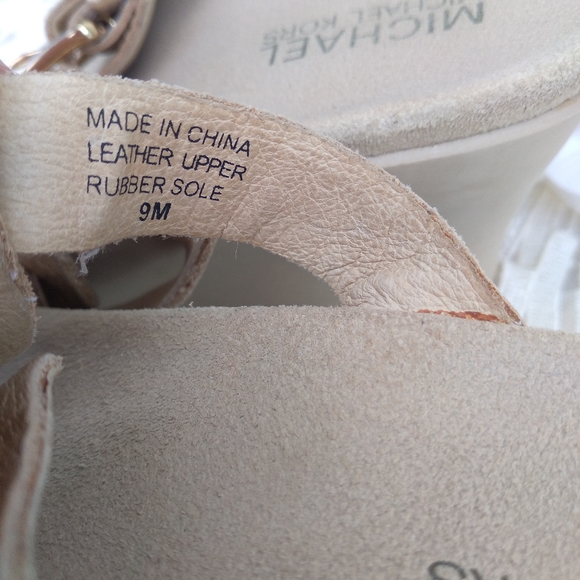 MICHAEL
MICHAEL KORS
MADE IN CHINA
LEATHER UPPER
RUBBER SOLE
9M
S